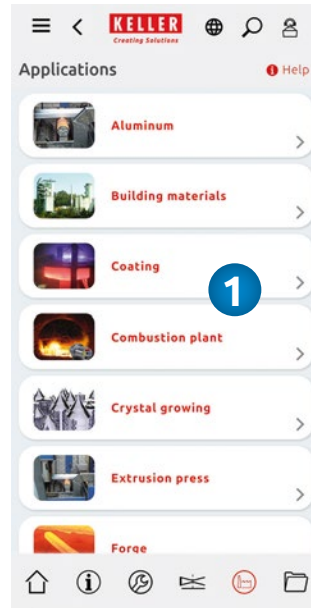 KELLER
Creating Solutions
Applications
Help
Aluminum
Building materials
Coating
1
Combustion plant
Crystal growing
Extrusion press
Forge